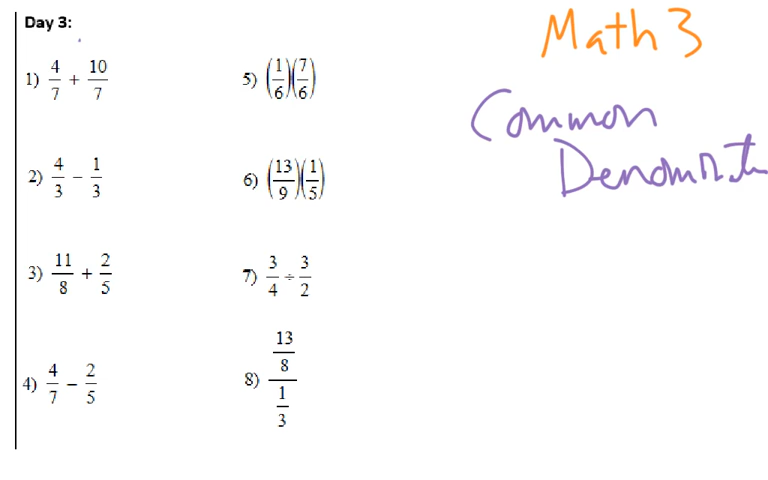 Day 3:
Math 3
Common
1) 4/7 + 10/7
2) 4/3 − 1/3
3) 11/8 + 2/5
4) 4/7 − 2/5
5) (1/6)(7/6)
6) (13/9)(1/5)
7) 3/4 ÷ 3/2
8) (13/8)/(1/3)